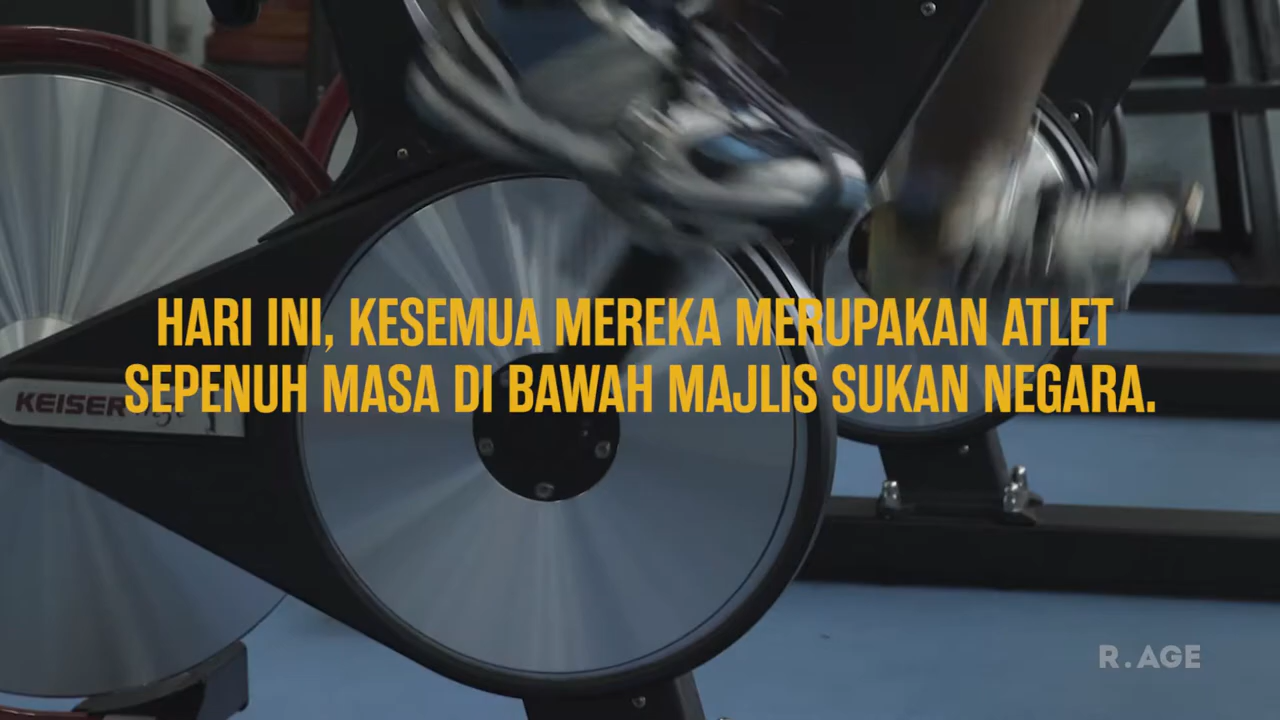 HARI INI, KESEMUA MEREKA MERUPAKAN ATLET
SEPENUH MASA DI BAWAH MAJLIS SUKAN NEGARA.
KEISER
R.AGE